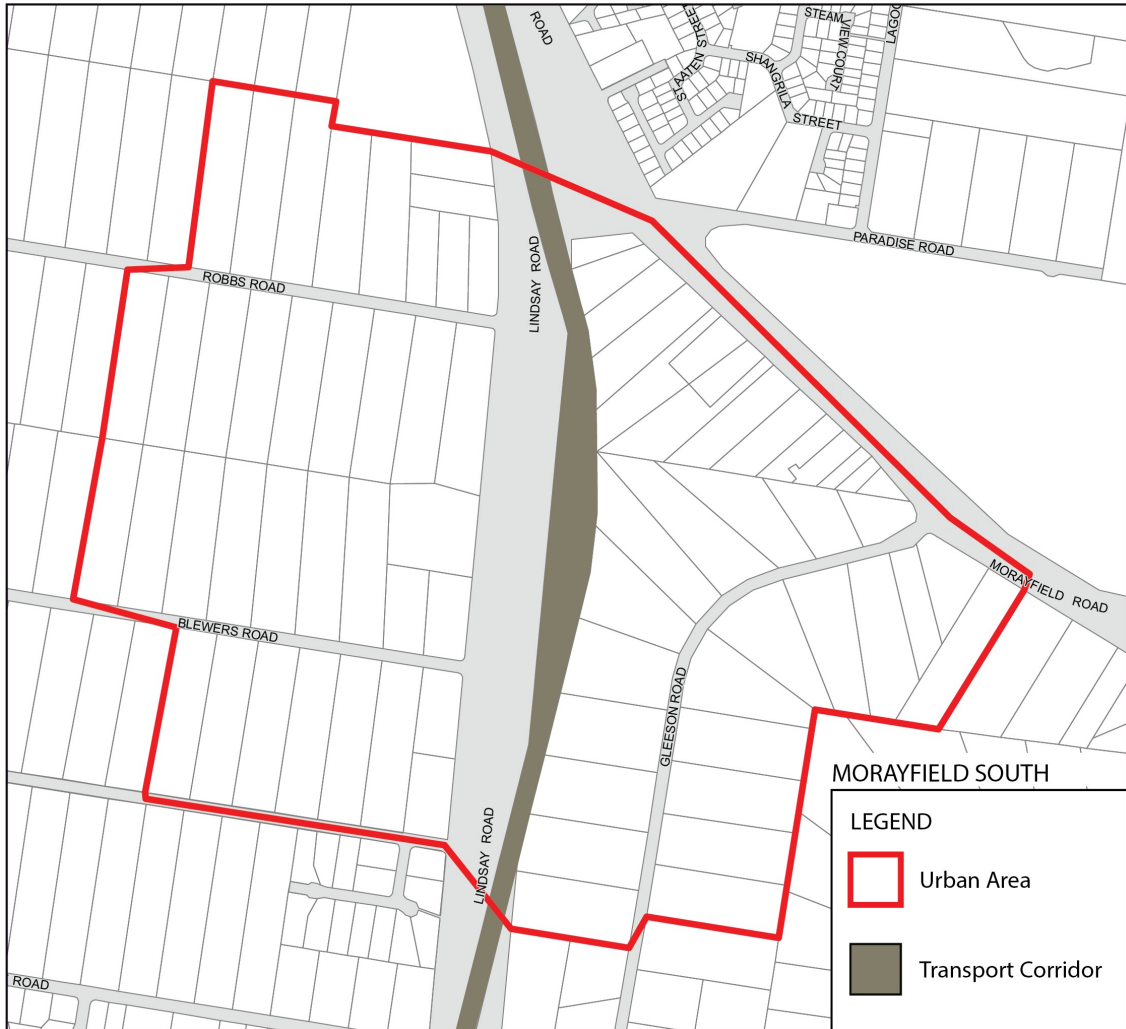 ROAD
STEAM
VIEW COURT
LAGOO
STAATEN STREET
SHANGRILA
STREET
PARADISE ROAD
ROBBS ROAD
LINDSAY ROAD
MORAYFIELD ROAD
BLEWERS ROAD
GLEESON ROAD
LINDSAY ROAD
ROAD
MORAYFIELD SOUTH
LEGEND
Urban Area
Transport Corridor